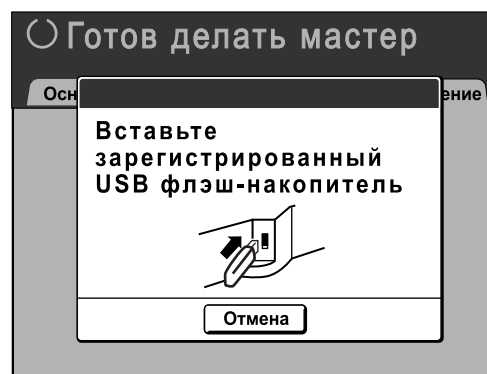 Готов делать мастер
Осн ение
Вставьте
зарегистрированный
USB флэш-накопитель
Отмена